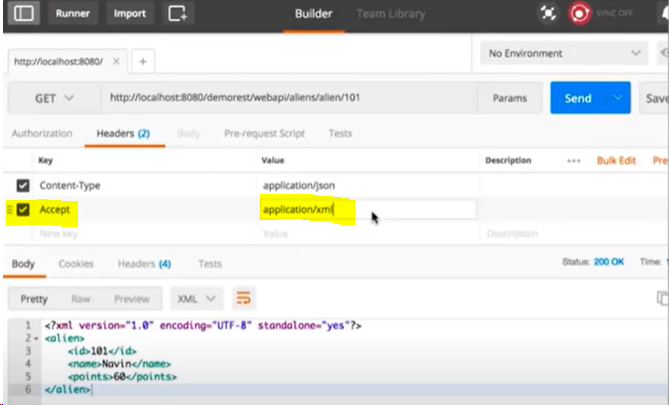 Runner Import Builder Team Library SYNC OFF
http://localhost:8080/ No Environment
GET http://localhost:8080/demorest/webapi/aliens/alien/101 Params Send Save
Authorization Headers (2) Body Pre-request Script Tests
Key Value Description Bulk Edit Pre
Content-Type application/json
Accept application/xml
New key Value Description
Body Cookies Headers (4) Tests Status: 200 OK Time:
Pretty Raw Preview XML
1 <?xml version="1.0" encoding="UTF-8" standalone="yes"?>
2 <alien>
3 <id>101</id>
4 <name>Navin</name>
5 <points>60</points>
6 </alien>